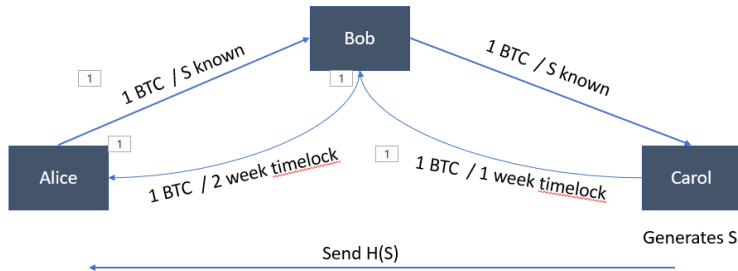 Bob
1 BTC / S known
1 BTC / S known
1
1
1
1
Alice
1 BTC / 2 week timelock
1 BTC / 1 week timelock
Carol
Generates S
Send H(S)